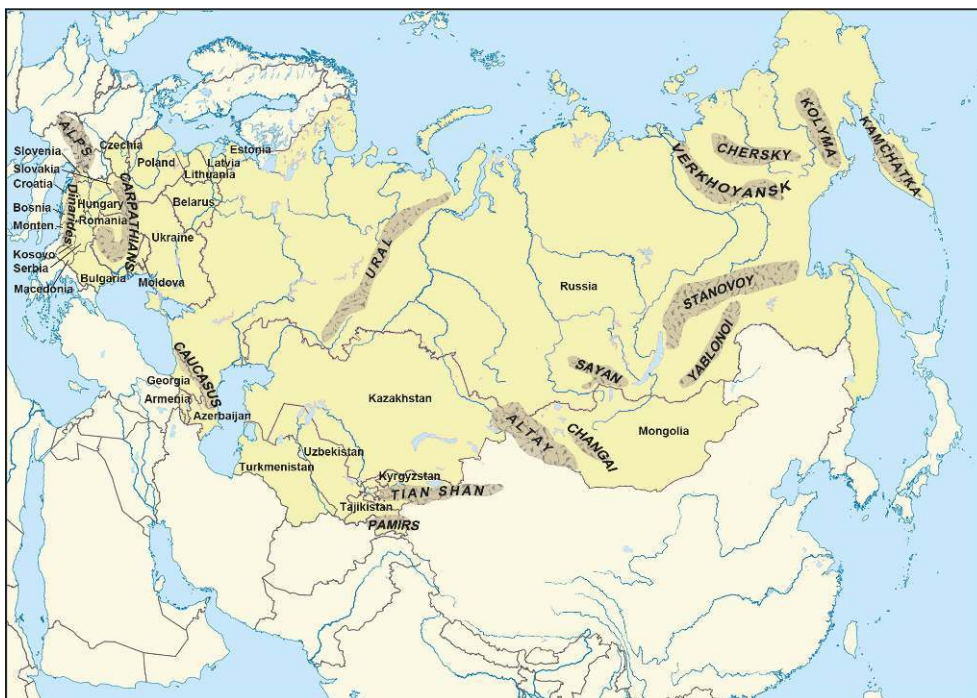 KOLYMA
KAMCHATKA
ALPS
Czechia
Estonia
Slovenia
CHERSKY
Slovakia
Poland
Latvia
Lithuania
VERKHOYANSK
Croatia
CARPATHIANS
Dinarides
Hungary
Belarus
Bosnia
Romania
Monten.
Ukraine
URAL
Kosovo
Serbia
Bulgaria
Moldova
Macedonia
Russia
STANOVOY
YABLONOI
CAUCASUS
SAYAN
Georgia
Armenia
Kazakhstan
Azerbaijan
ALTAY
CHANGAI
Mongolia
Uzbekistan
Turkmenistan
Kyrgyzstan
TIAN SHAN
Tajikistan
PAMIRS